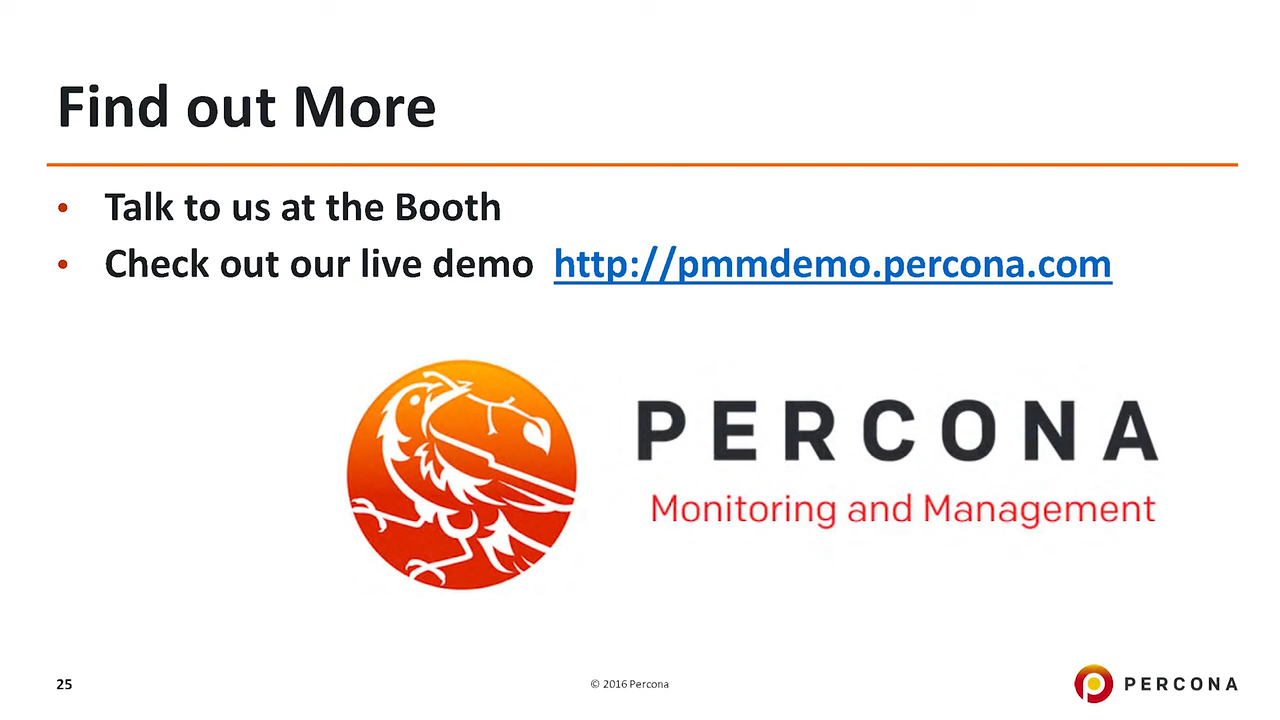 Find out More
• Talk to us at the Booth
• Check out our live demo http://pmmdemo.percona.com
PERCONA
Monitoring and Management
25
© 2016 Percona
PERCONA